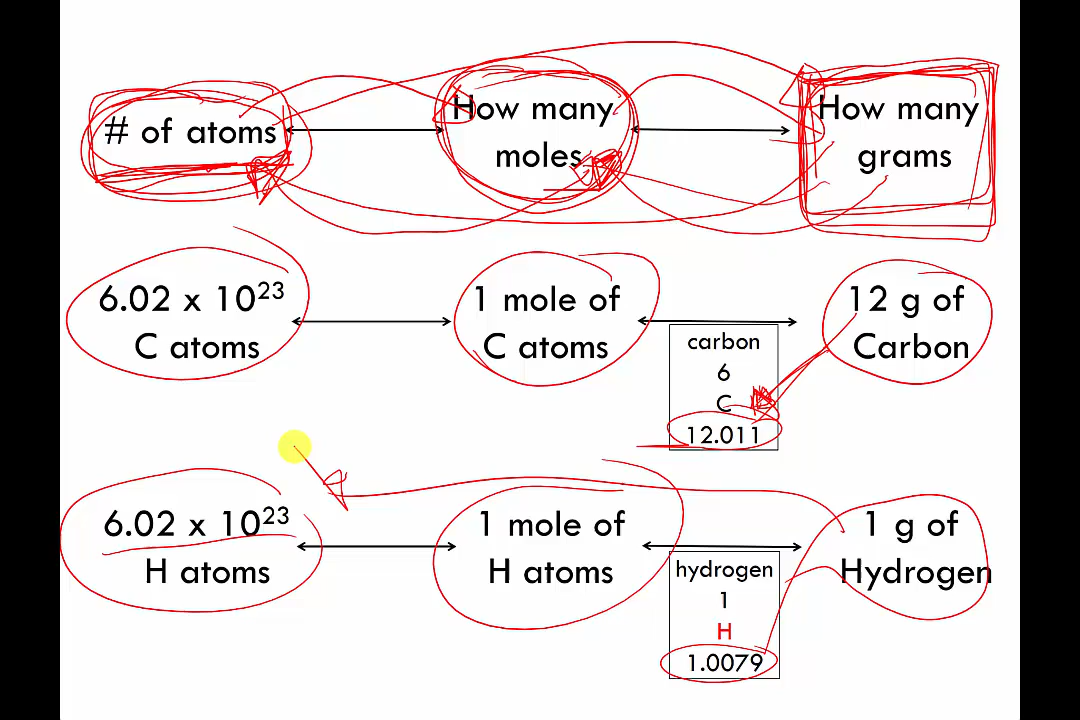 # of atoms
How many
moles
How many
grams
6.02 x 10²³
C atoms
1 mole of
C atoms
carbon
6
C
12.011
12 g of
Carbon
6.02 x 10²³
H atoms
1 mole of
H atoms
hydrogen
1
H
1.0079
1 g of
Hydrogen